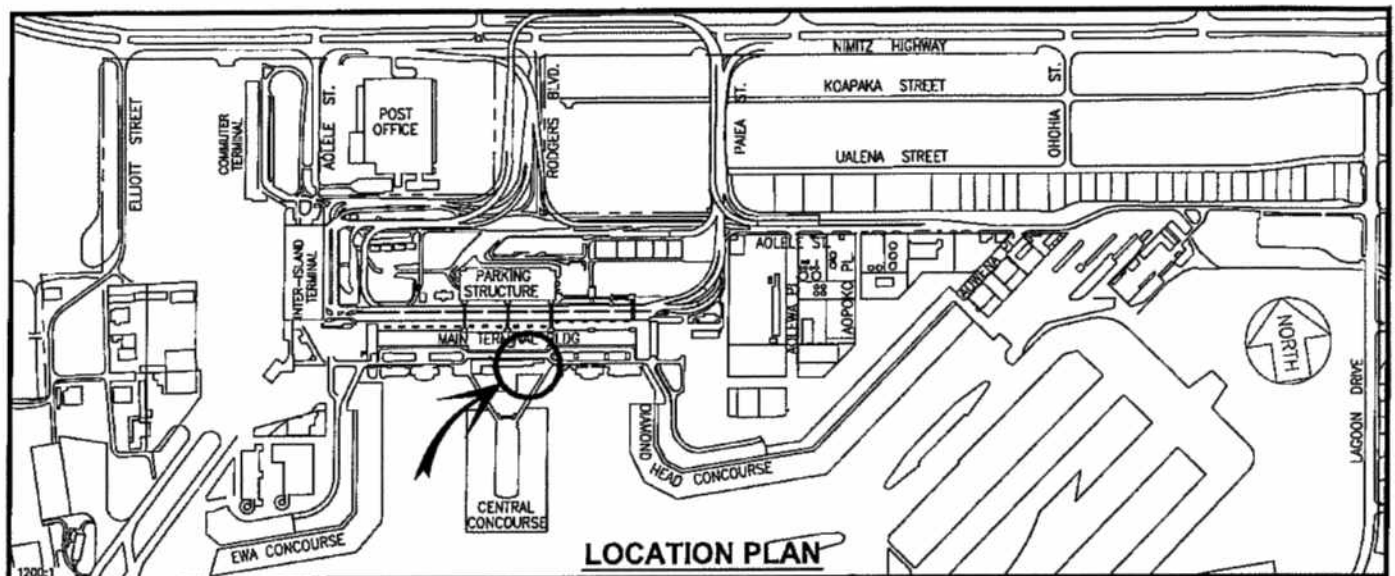 NIMITZ HIGHWAY
KOAPAKA STREET
UALENA STREET
ELLIOTT STREET
COMMUTER
TERMINAL
AOLELE ST.
POST
OFFICE
RODGERS BLVD.
PAIEA ST.
OHOHIA ST.
INTER-ISLAND
TERMINAL
PARKING
STRUCTURE
AOLELE ST.
AOLEWA PL
IAOPOKO PL.
MAIN TERMINAL BLDG
NORTH
LAGOON DRIVE
DIAMOND
HEAD CONCOURSE
CENTRAL
CONCOURSE
EWA CONCOURSE
LOCATION PLAN
1200:1